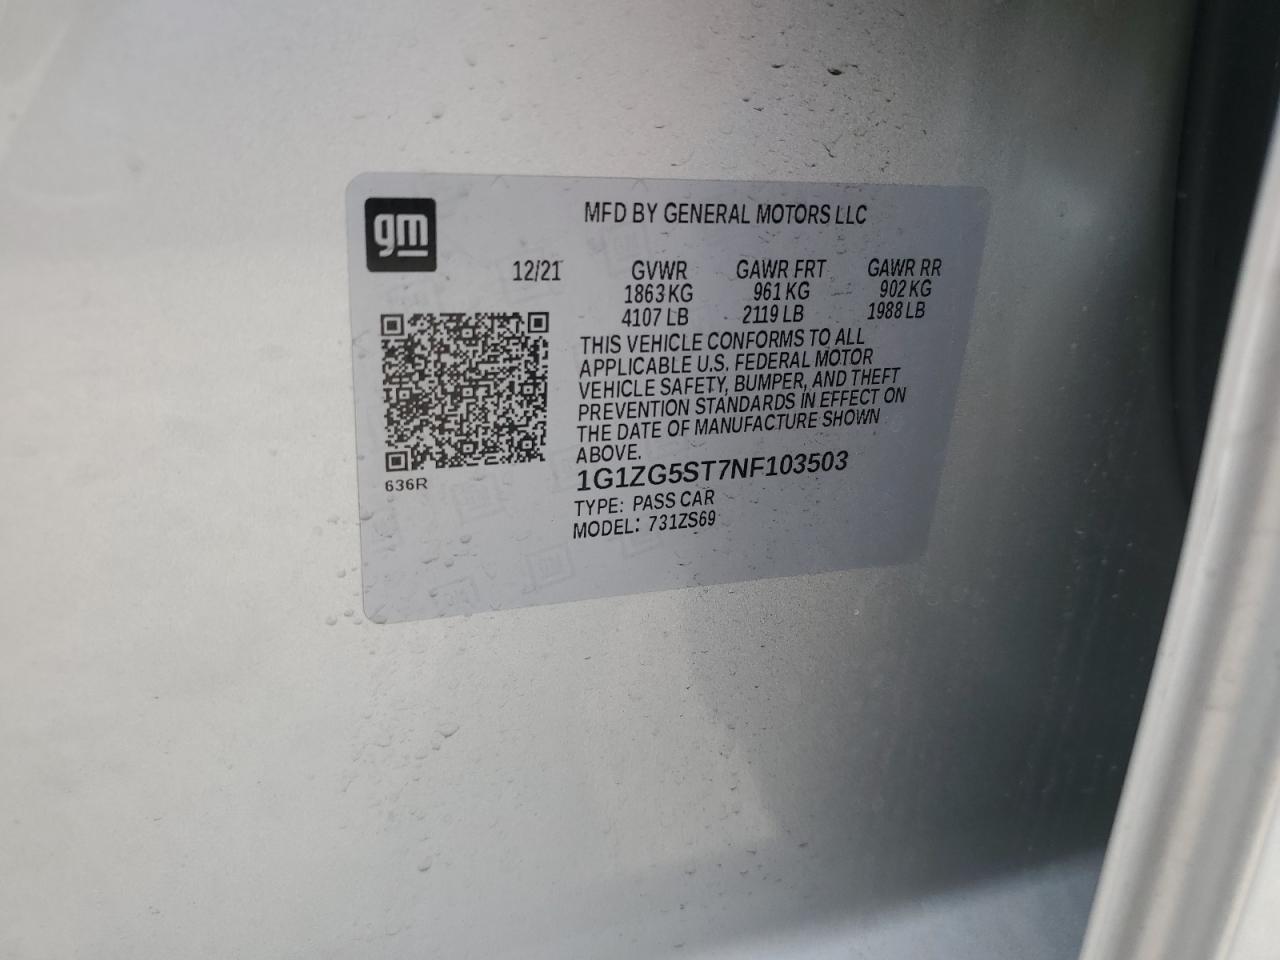 gm
MFD BY GENERAL MOTORS LLC
12/21 GVWR GAWR FRT GAWR RR
1863 KG 961 KG 902 KG
4107 LB 2119 LB 1988 LB
THIS VEHICLE CONFORMS TO ALL
APPLICABLE U.S. FEDERAL MOTOR
VEHICLE SAFETY, BUMPER, AND THEFT
PREVENTION STANDARDS IN EFFECT ON
THE DATE OF MANUFACTURE SHOWN
ABOVE.
636R
1G1ZG5ST7NF103503
TYPE: PASS CAR
MODEL: 731ZS69